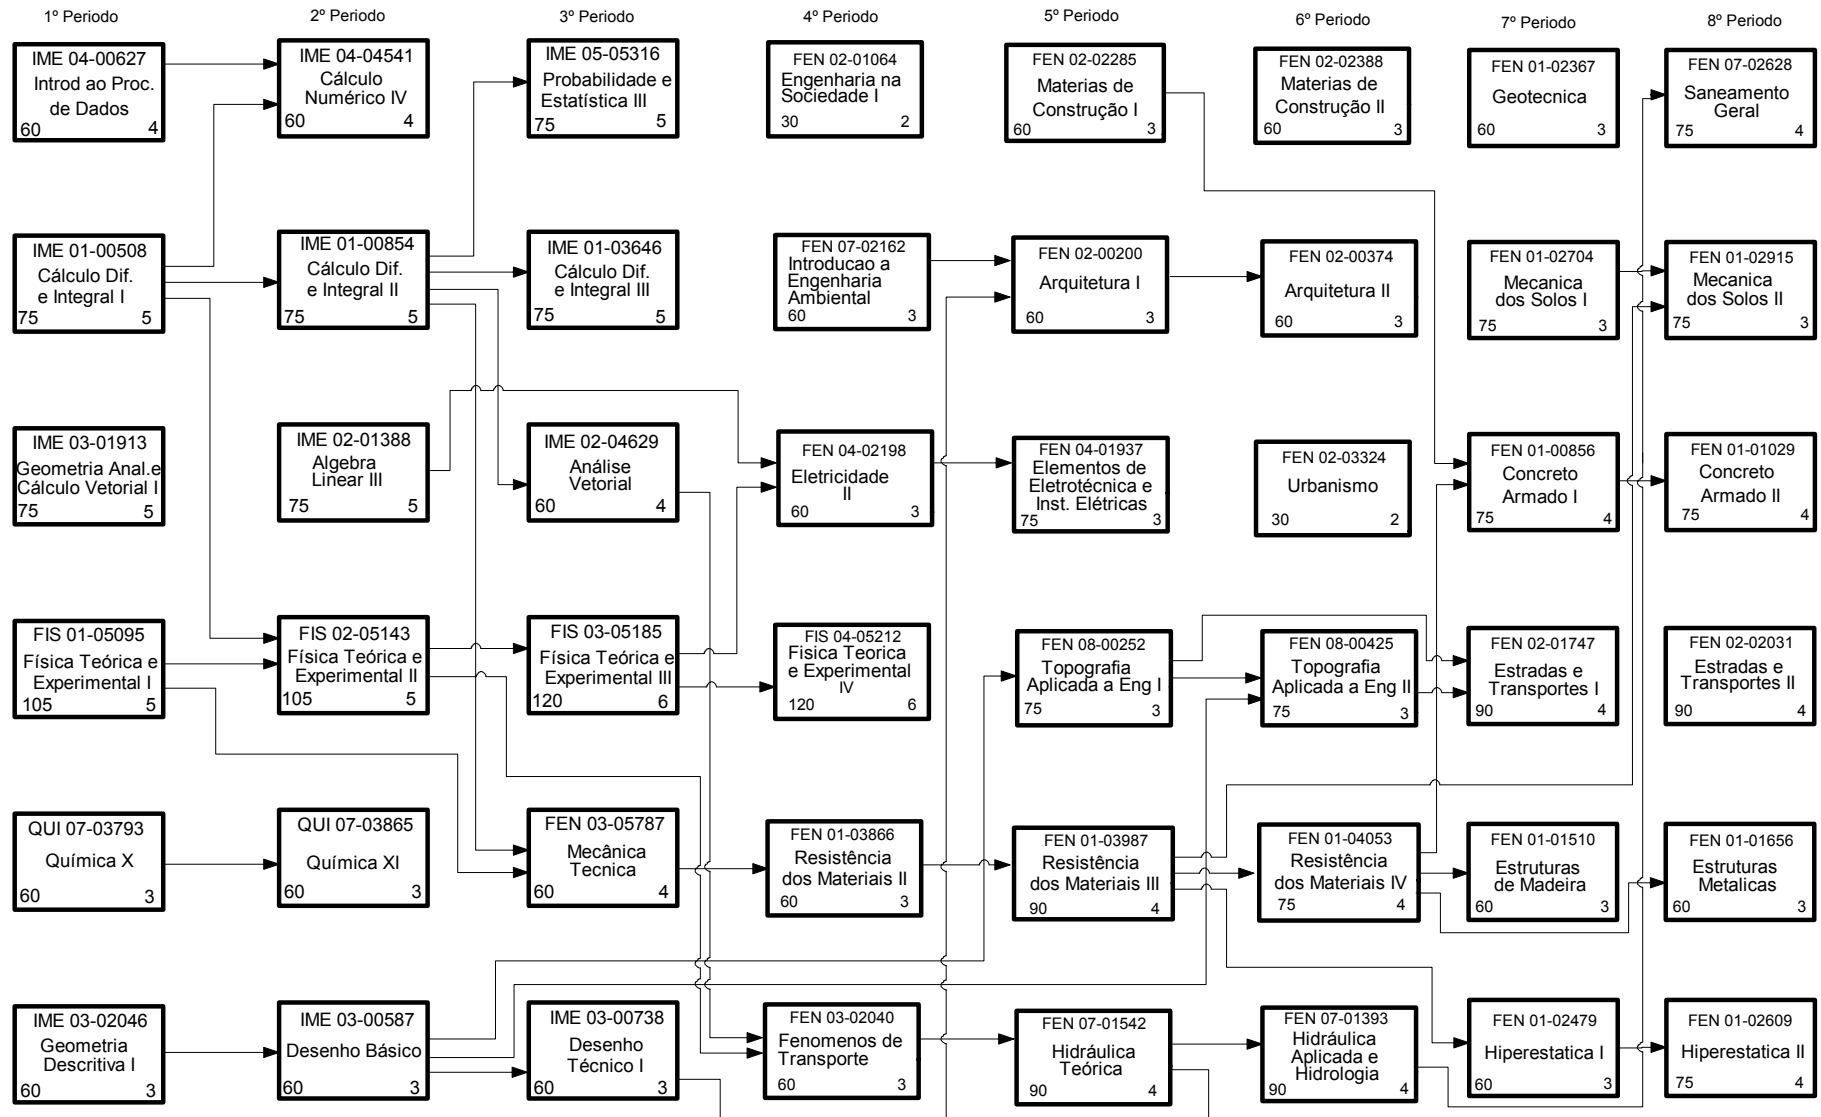 1º Periodo
2º Periodo
3º Periodo
4º Periodo
5º Periodo
6º Periodo
7º Periodo
8º Periodo
IME 04-00627
Introd ao Proc.
de Dados
60 4
IME 04-04541
Cálculo
Numérico IV
60 4
IME 05-05316
Probabilidade e
Estatística III
75 5
FEN 02-01064
Engenharia na
Sociedade I
30 2
FEN 02-02285
Materias de
Construção I
60 3
FEN 02-02388
Materias de
Construção II
60 3
FEN 01-02367
Geotecnica
60 3
FEN 07-02628
Saneamento
Geral
75 4
IME 01-00508
Cálculo Dif.
e Integral I
75 5
IME 01-00854
Cálculo Dif.
e Integral II
75 5
IME 01-03646
Cálculo Dif.
e Integral III
75 5
FEN 07-02162
Introducao a
Engenharia
Ambiental
60 3
FEN 02-00200
Arquitetura I
60 3
FEN 02-00374
Arquitetura II
60 3
FEN 01-02704
Mecanica
dos Solos I
75 3
FEN 01-02915
Mecanica
dos Solos II
75 3
IME 03-01913
Geometria Anal.e
Cálculo Vetorial I
75 5
IME 02-01388
Algebra
Linear III
75 5
IME 02-04629
Análise
Vetorial
60 4
FEN 04-02198
Eletricidade
II
60 3
FEN 04-01937
Elementos de
Eletrotécnica e
Inst. Elétricas
75 3
FEN 02-03324
Urbanismo
30 2
FEN 01-00856
Concreto
Armado I
75 4
FEN 01-01029
Concreto
Armado II
75 4
FIS 01-05095
Física Teórica e
Experimental I
105 5
FIS 02-05143
Física Teórica e
Experimental II
105 5
FIS 03-05185
Física Teórica e
Experimental III
120 6
FIS 04-05212
Fisica Teorica
e Experimental
IV
120 6
FEN 08-00252
Topografia
Aplicada a Eng I
75 3
FEN 08-00425
Topografia
Aplicada a Eng II
75 3
FEN 02-01747
Estradas e
Transportes I
90 4
FEN 02-02031
Estradas e
Transportes II
90 4
QUI 07-03793
Química X
60 3
QUI 07-03865
Química XI
60 3
FEN 03-05787
Mecânica
Tecnica
60 4
FEN 01-03866
Resistência
dos Materiais II
60 3
FEN 01-03987
Resistência
dos Materiais III
90 4
FEN 01-04053
Resistência
dos Materiais IV
75 4
FEN 01-01510
Estruturas
de Madeira
60 3
FEN 01-01656
Estruturas
Metalicas
60 3
IME 03-02046
Geometria
Descritiva I
60 3
IME 03-00587
Desenho Básico
60 3
IME 03-00738
Desenho
Técnico I
60 3
FEN 03-02040
Fenomenos de
Transporte
60 3
FEN 07-01542
Hidráulica
Teórica
90 4
FEN 07-01393
Hidráulica
Aplicada e
Hidrologia
90 4
FEN 01-02479
Hiperestatica I
60 3
FEN 01-02609
Hiperestatica II
75 4